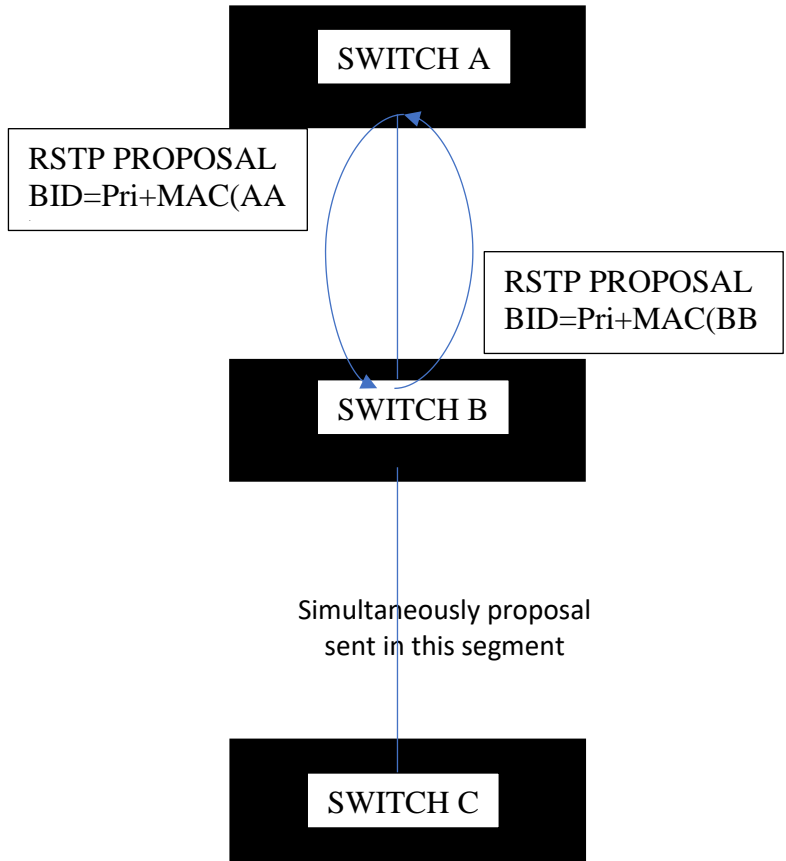 SWITCH A
RSTP PROPOSAL
BID=Pri+MAC(AA
RSTP PROPOSAL
BID=Pri+MAC(BB
SWITCH B
Simultaneously proposal
sent in this segment
SWITCH C